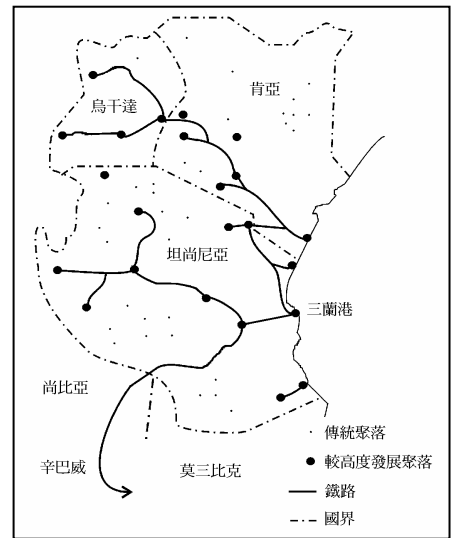 肯亞
烏干達
坦尚尼亞
三蘭港
尚比亞
辛巴威
莫三比克
傳統聚落
較高度發展聚落
鐵路
國界